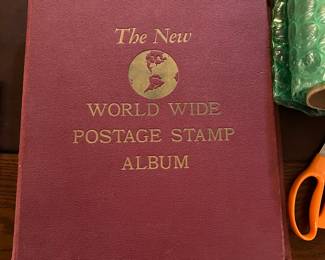 The New
WORLD WIDE
POSTAGE STAMP
ALBUM